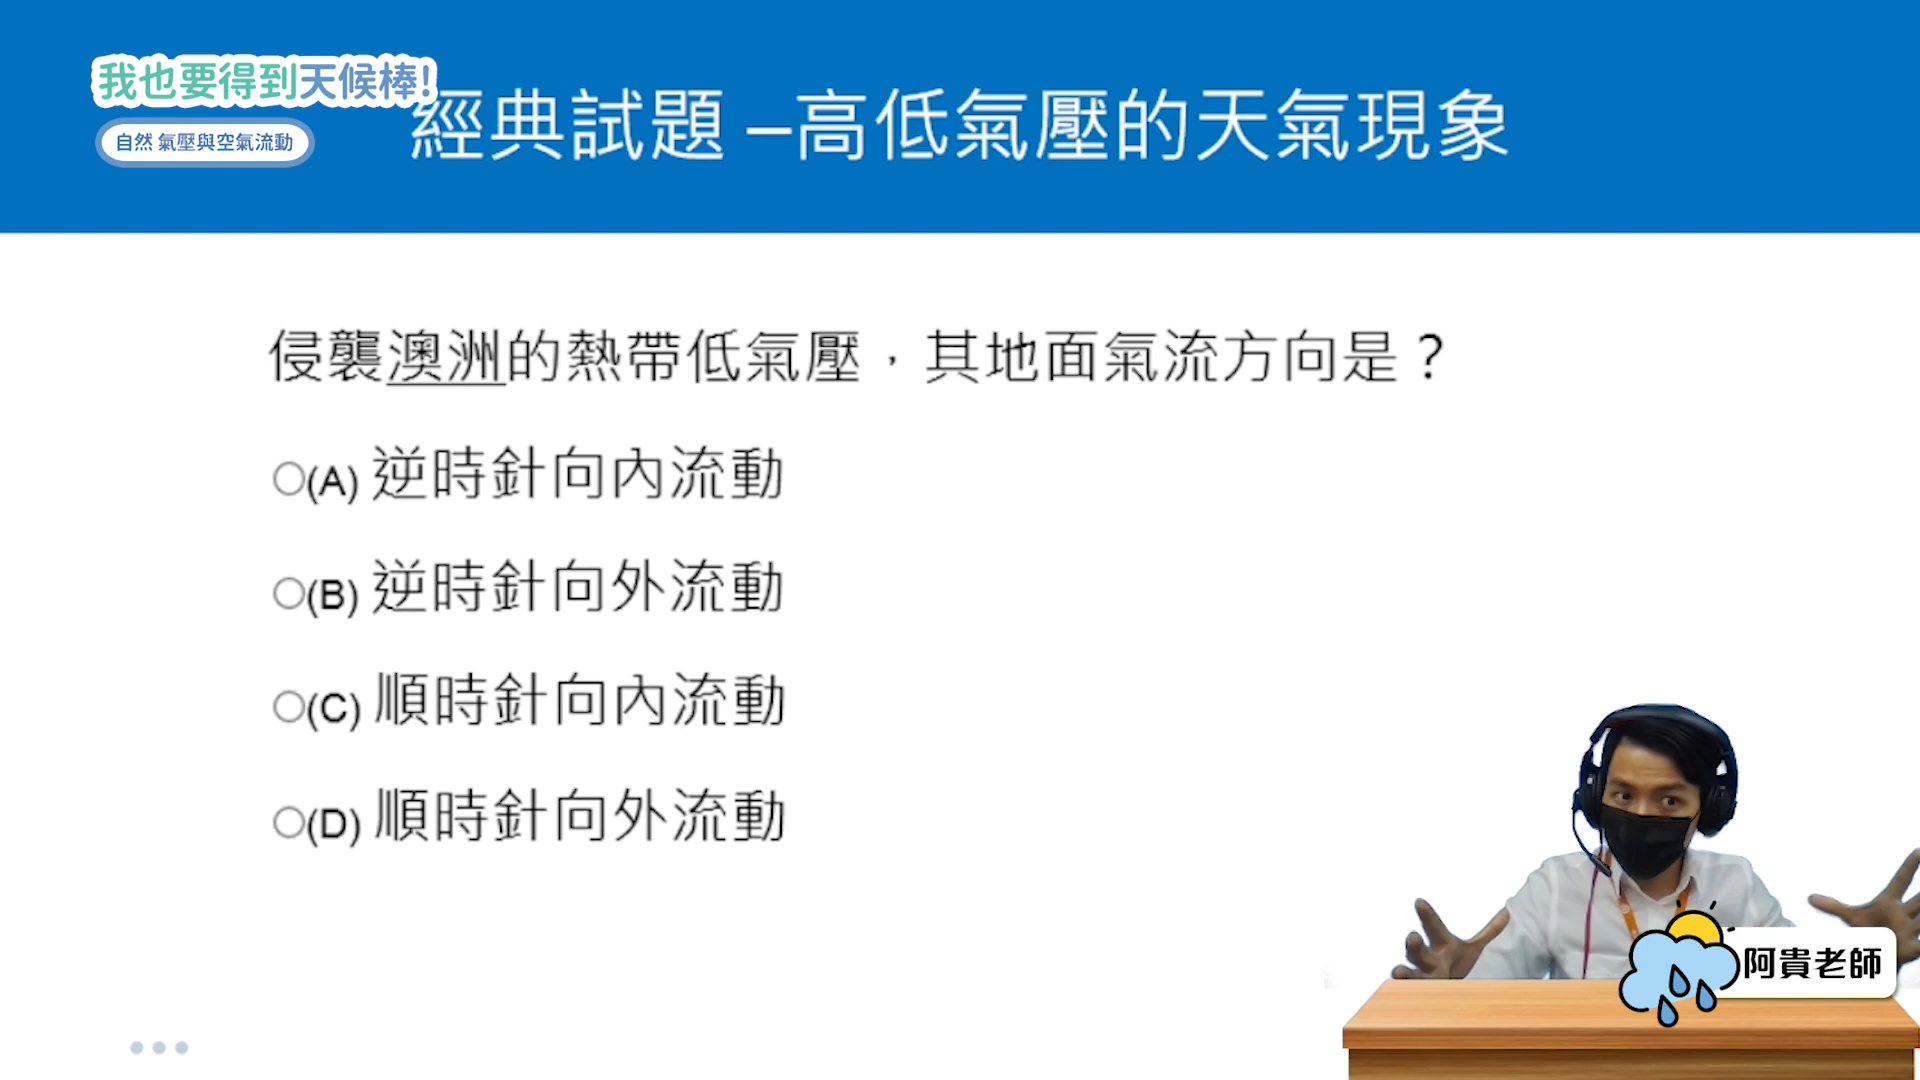 我也要得到天候棒!
自然 氣壓與空氣流動
經典試題 –高低氣壓的天氣現象
侵襲澳洲的熱帶低氣壓，其地面氣流方向是？
(A) 逆時針向內流動
(B) 逆時針向外流動
(C) 順時針向內流動
(D) 順時針向外流動
阿貴老師